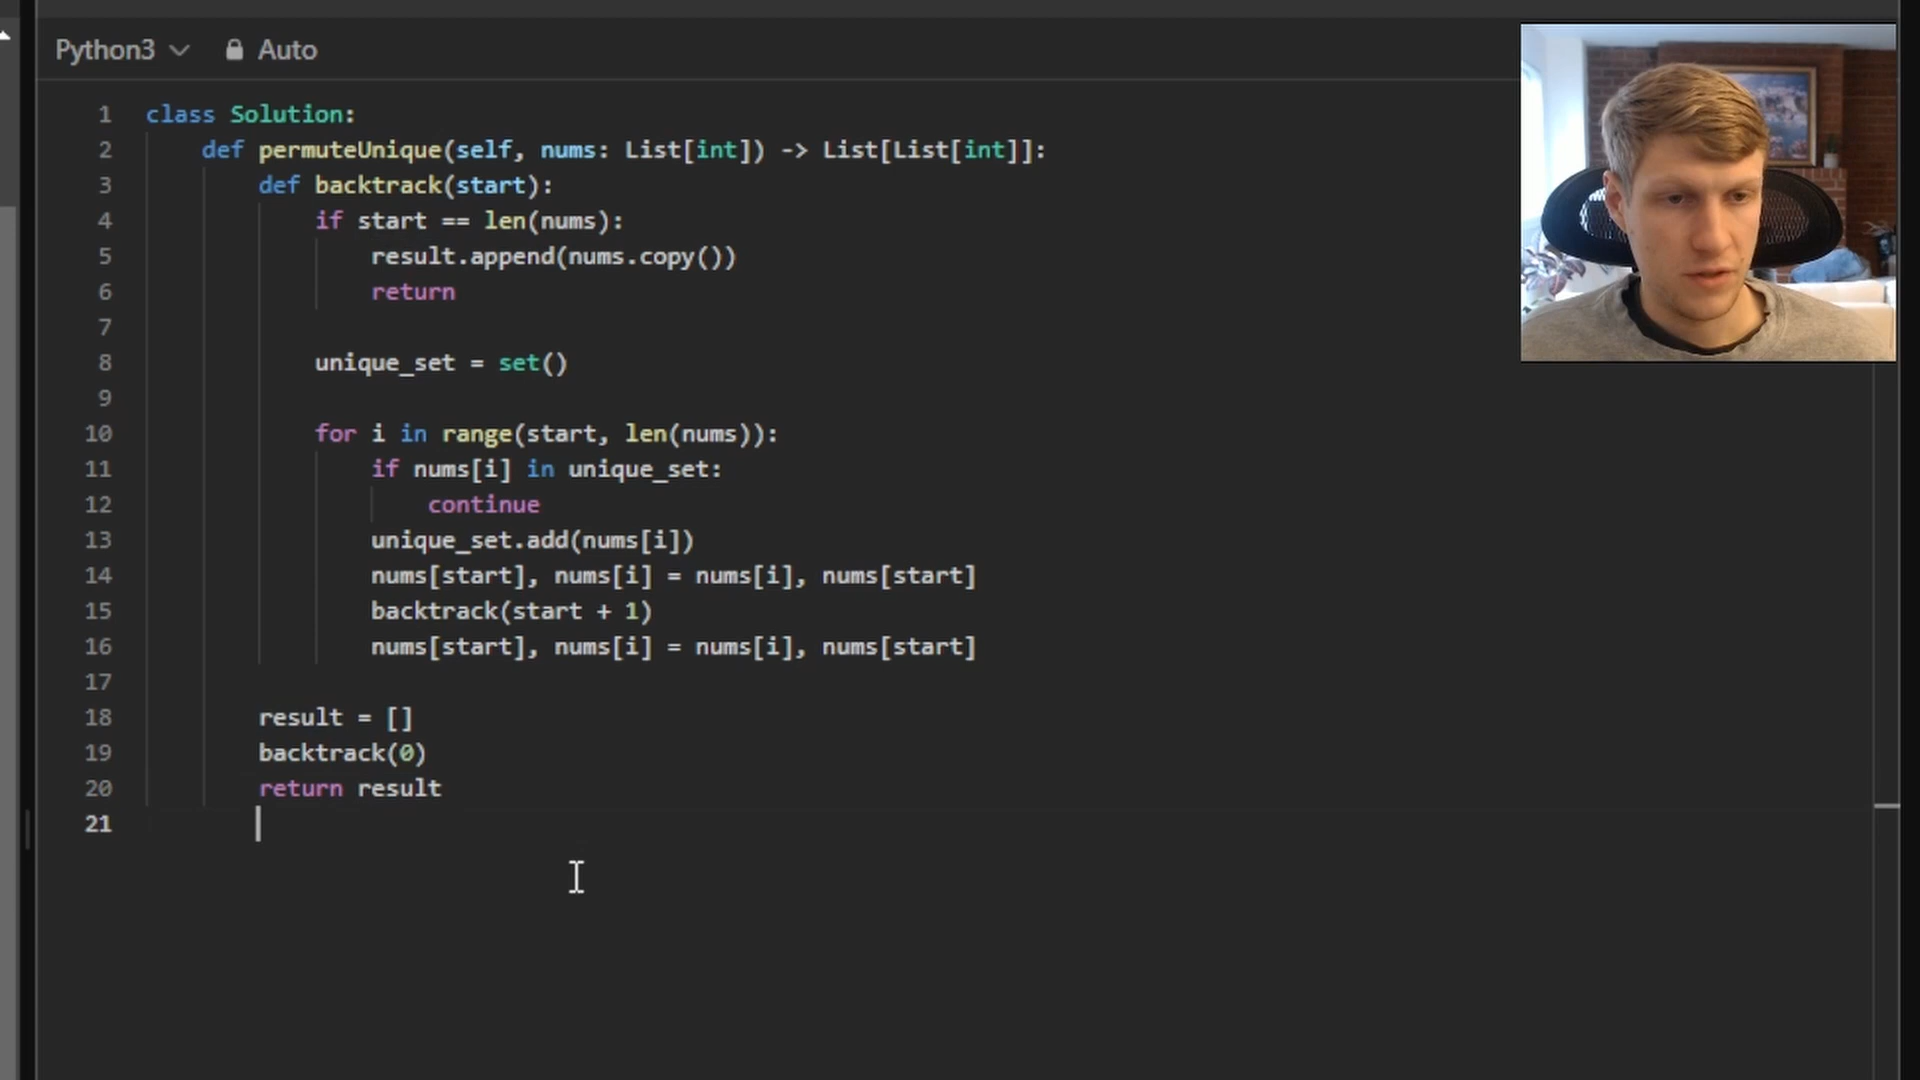 Python3 Auto
1 class Solution:
2 def permuteUnique(self, nums: List[int]) -> List[List[int]]:
3 def backtrack(start):
4 if start == len(nums):
5 result.append(nums.copy())
6 return
7
8 unique_set = set()
9
10 for i in range(start, len(nums)):
11 if nums[i] in unique_set:
12 continue
13 unique_set.add(nums[i])
14 nums[start], nums[i] = nums[i], nums[start]
15 backtrack(start + 1)
16 nums[start], nums[i] = nums[i], nums[start]
17
18 result = []
19 backtrack(0)
20 return result
21